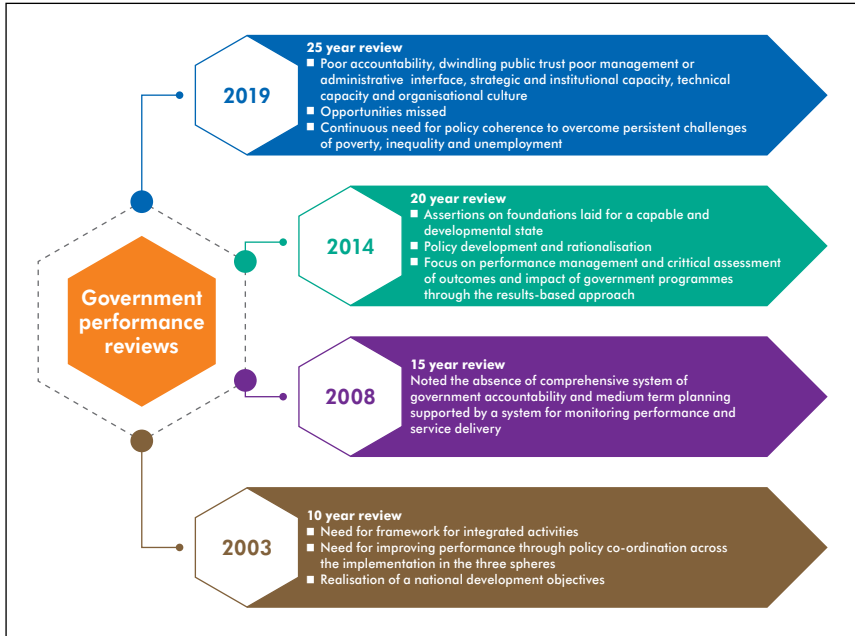 25 year review
■ Poor accountability, dwindling public trust poor management or
administrative interface, strategic and institutional capacity, technical
capacity and organisational culture
■ Opportunities missed
■ Continuous need for policy coherence to overcome persistent challenges
of poverty, inequality and unemployment
2019
20 year review
■ Assertions on foundations laid for a capable and
developmental state
■ Policy development and rationalisation
■ Focus on performance management and crritical assessment
of outcomes and impact of government programmes
through the results-based approach
2014
Government
performance
reviews
15 year review
Noted the absence of comprehensive system of
government accountability and medium term planning
supported by a system for monitoring performance and
service delivery
2008
10 year review
■ Need for framework for integrated activities
■ Need for improving performance through policy co-ordination across
the implementation in the three spheres
■ Realisation of a national development objectives
2003